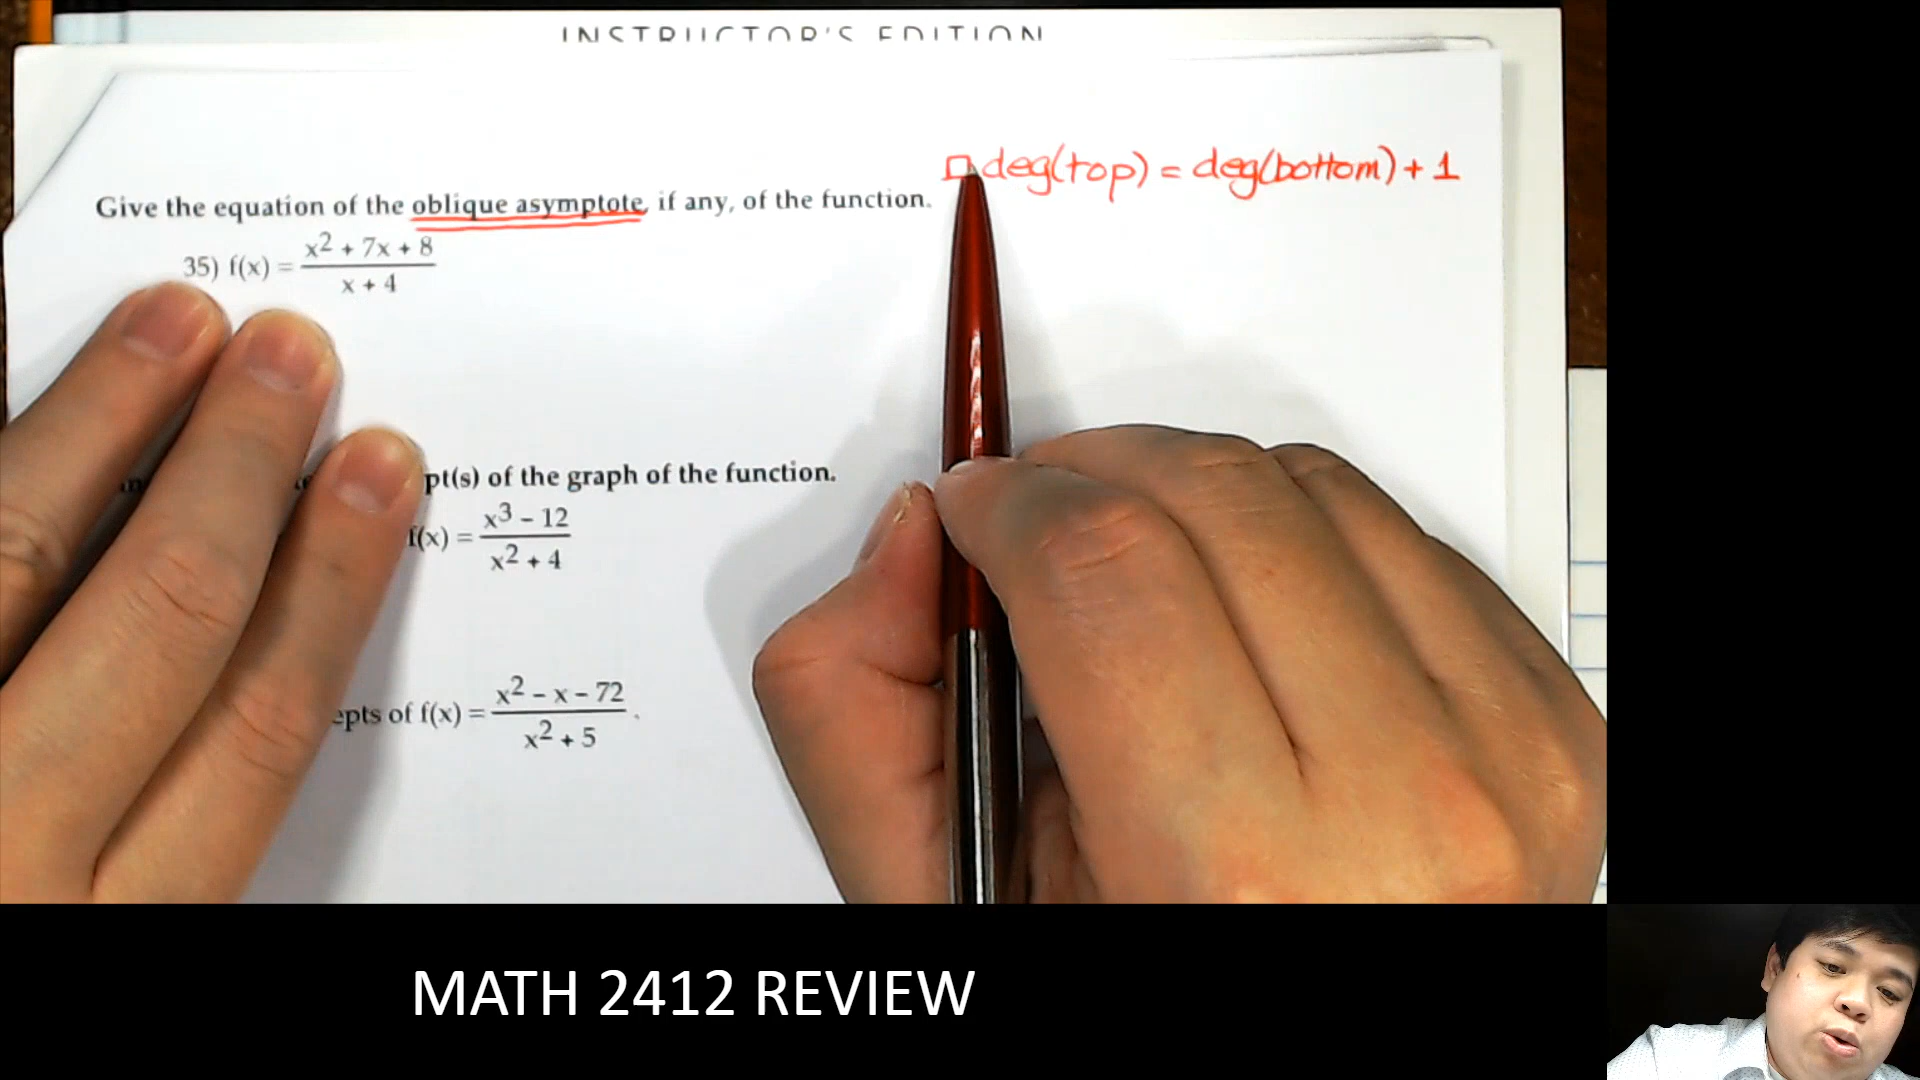 INSTRUCTOR'S EDITION
deg(top) = deg(bottom) + 1
Give the equation of the oblique asymptote, if any, of the function.
35) f(x) = x² + 7x + 8
x + 4
pt(s) of the graph of the function.
f(x) = x³ - 12
x² + 4
epts of f(x) = x² - x - 72 .
x² + 5
MATH 2412 REVIEW